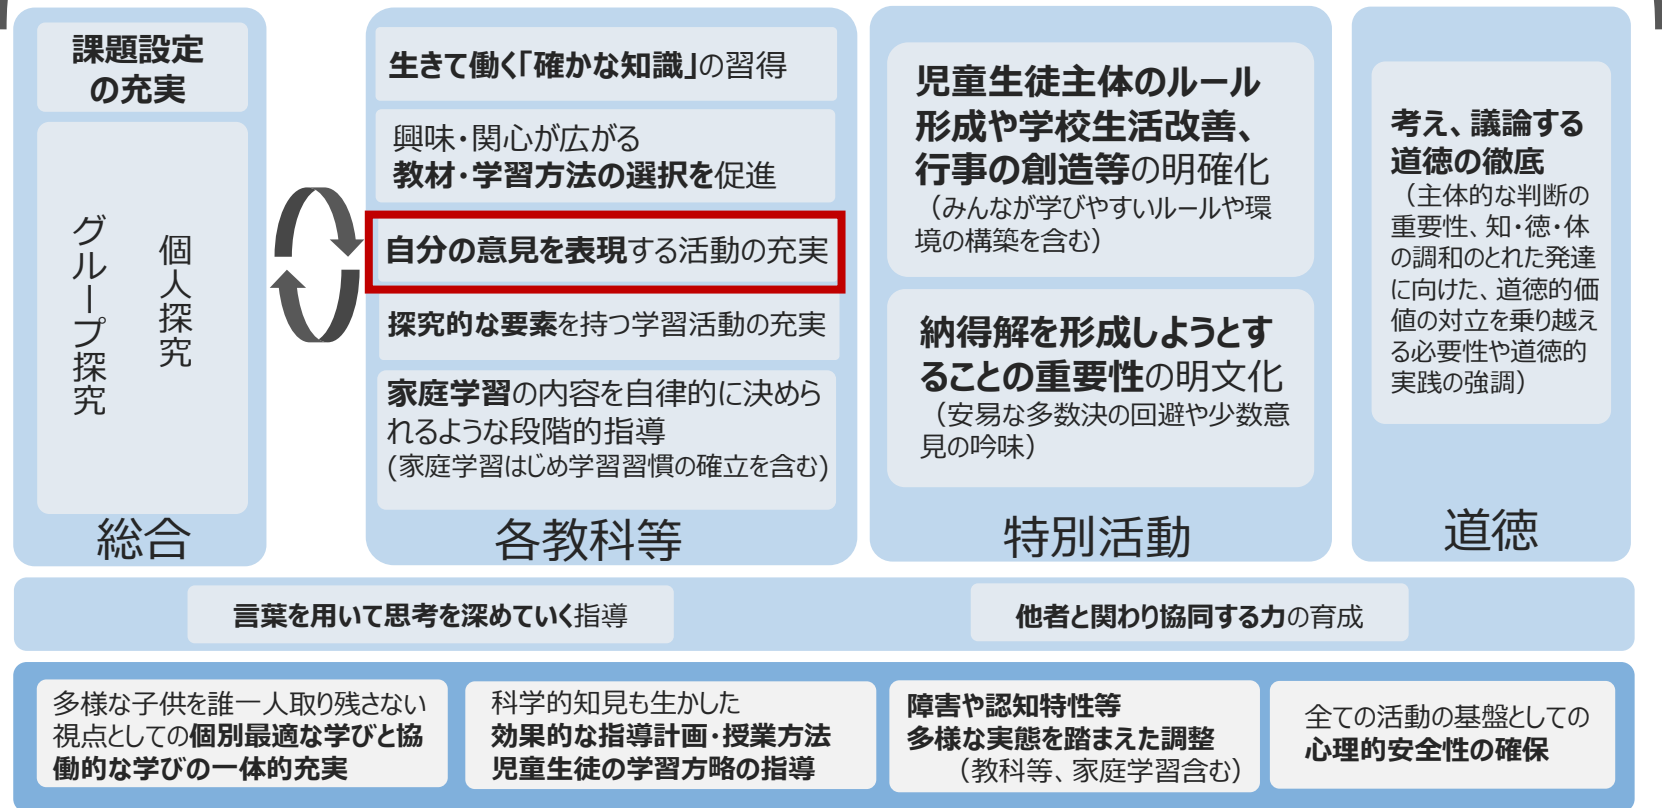 課題設定
の充実
グループ探究
個人探究
総合
生きて働く「確かな知識」の習得
興味・関心が広がる
教材・学習方法の選択を促進
自分の意見を表現する活動の充実
探究的な要素を持つ学習活動の充実
家庭学習の内容を自律的に決めら
れるような段階的指導
(家庭学習はじめ学習習慣の確立を含む)
各教科等
児童生徒主体のルール
形成や学校生活改善、
行事の創造等の明確化
（みんなが学びやすいルールや環
境の構築を含む）
納得解を形成しようとす
ることの重要性の明文化
（安易な多数決の回避や少数意
見の吟味）
特別活動
考え、議論する
道徳の徹底
（主体的な判断の
重要性、知・徳・体
の調和のとれた発達
に向けた、道徳的価
値の対立を乗り越え
る必要性や道徳的
実践の強調）
道徳
言葉を用いて思考を深めていく指導
他者と関わり協同する力の育成
多様な子供を誰一人取り残さない
視点としての個別最適な学びと協
働的な学びの一体的充実
科学的知見も生かした
効果的な指導計画・授業方法
児童生徒の学習方略の指導
障害や認知特性等
多様な実態を踏まえた調整
（教科等、家庭学習含む）
全ての活動の基盤としての
心理的安全性の確保